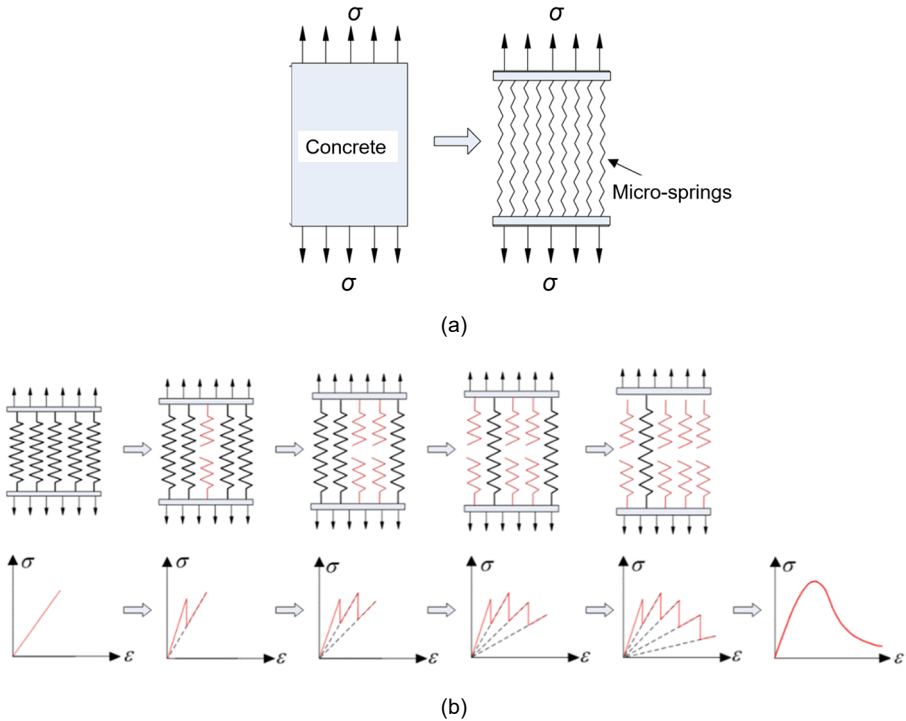 σ σ
Concrete
Micro-springs
σ σ
(a)
σ σ σ σ σ σ
ε ε ε ε ε ε
(b)